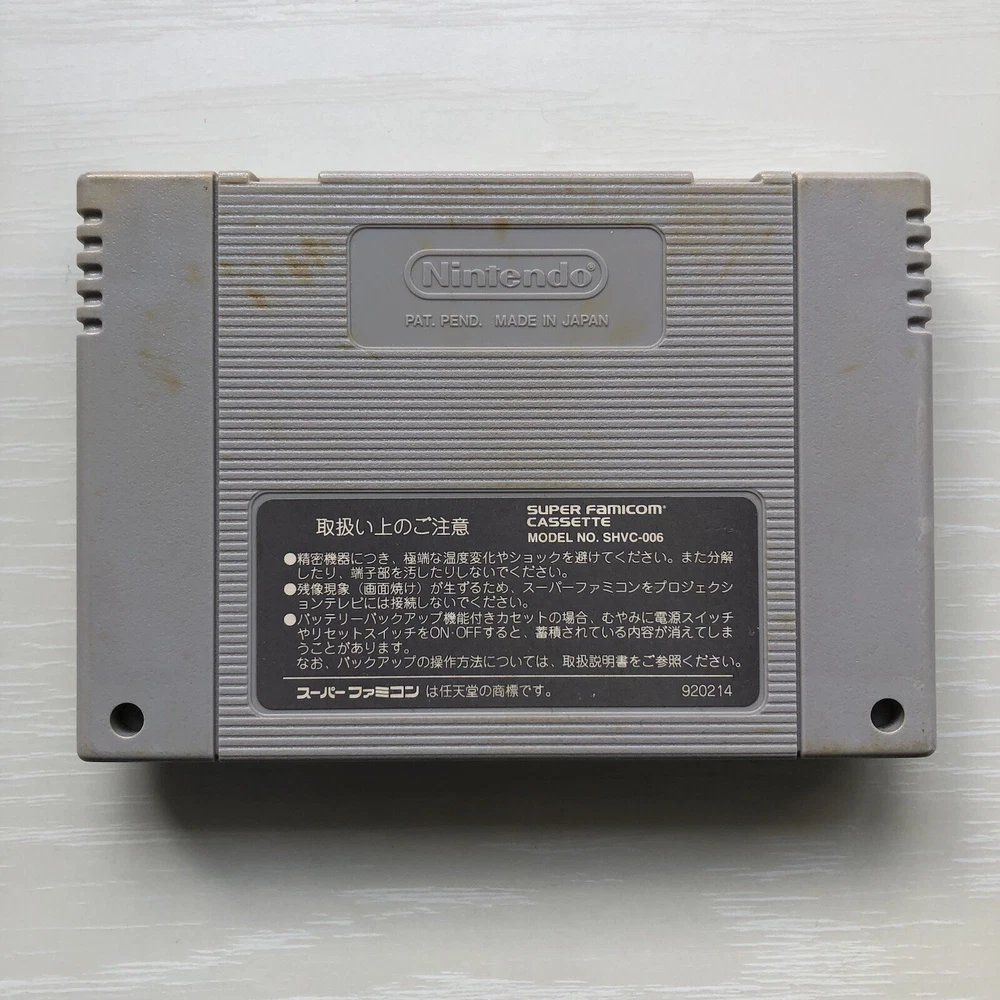 Nintendo®
PAT. PEND. MADE IN JAPAN
取扱い上のご注意
SUPER FAMICOM®
CASSETTE
MODEL NO. SHVC-006
●精密機器につき、極端な温度変化やショックを避けてください。また分解
したり、端子部を汚したりしないでください。
●残像現象（画面焼け）が生ずるため、スーパーファミコンをプロジェクシ
ョンテレビには接続しないでください。
●バッテリーバックアップ機能付きカセットの場合、むやみに電源スイッチ
やリセットスイッチをON·OFFすると、蓄積されている内容が消えてしま
うことがあります。
なお、バックアップの操作方法については、取扱説明書をご参照ください。
スーパーファミコン は任天堂の商標です。
920214